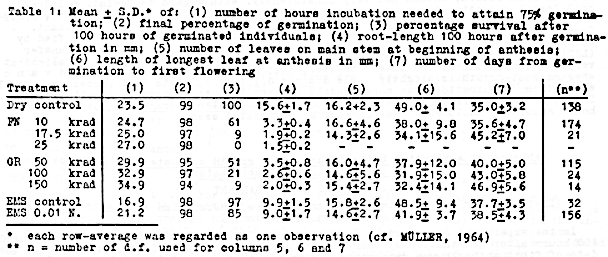 Table 1: Mean + S.D.* of: (1) number of hours inoubation needed to attain 75% germina-
tion; (2) final percentage of germination; (3) percentage survival after
100 hours of germinated individuals; (4) root-length 100 hours after germina-
tion in mm; (5) number of leaves on main stem at beginning of anthesis;
(6) length of longest leaf at anthesis in mm; (7) number of days from ger-
mination to first flowering
Treatment (1) (2) (3) (4) (5) (6) (7) (n**)
Dry control 23.5 99 100 15.6±1.7 16.2±2.3 49.0± 4.1 35.0±3.2 138
FN 10 krad 24.7 98 61 3.3±0.4 16.6±4.6 38.0± 9.8 35.6±4.7 174
17.5 krad 25.0 97 9 1.9±0.2 14.3±2.6 34.1±15.6 45.2±7.0 21
25 krad 27.0 98 0 1.5±0.2 - - - -
GR 50 krad 29.9 95 51 3.5±0.8 16.0±4.7 37.9±12.0 40.0±5.0 115
100 krad 32.9 97 21 2.6±0.6 14.6±5.6 31.9±15.0 43.0±5.8 24
150 krad 34.9 94 9 2.0±0.3 15.4±2.7 32.4±14.1 46.9±5.6 14
EMS control 16.9 98 97 9.9±1.5 15.8±2.6 48.5± 9.4 37.7±3.5 32
EMS 0.01 N. 21.2 98 85 9.0±1.7 14.6±2.7 41.9± 3.7 38.5±4.3 156
* each row-average was regarded as one observation (cf. MÜLLER, 1964)
** n = number of d.f. used for columns 5, 6 and 7